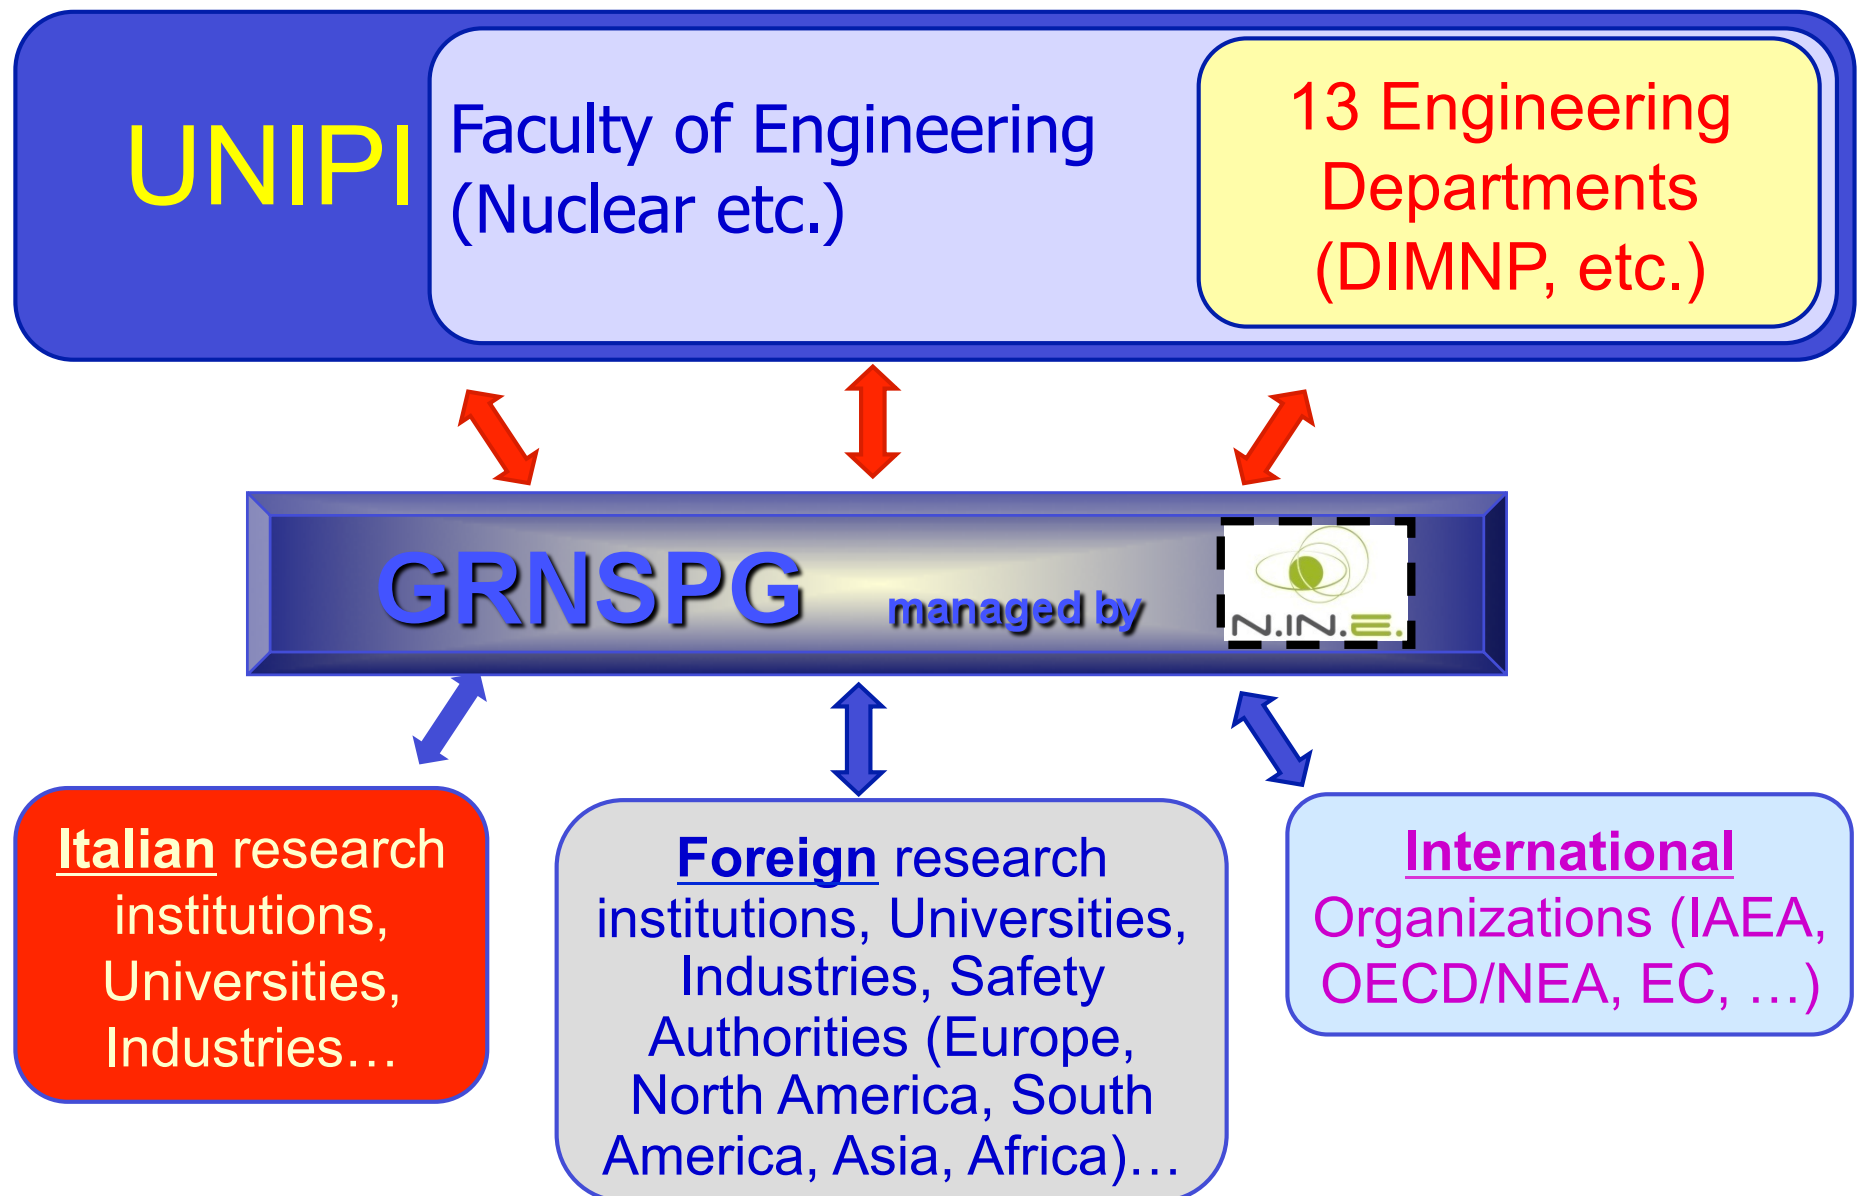 UNIPI
Faculty of Engineering
(Nuclear etc.)
13 Engineering
Departments
(DIMNP, etc.)
GRNSPG managed by N.IN.E.
Italian research
institutions,
Universities,
Industries…
Foreign research
institutions, Universities,
Industries, Safety
Authorities (Europe,
North America, South
America, Asia, Africa)…
International
Organizations (IAEA,
OECD/NEA, EC, …)